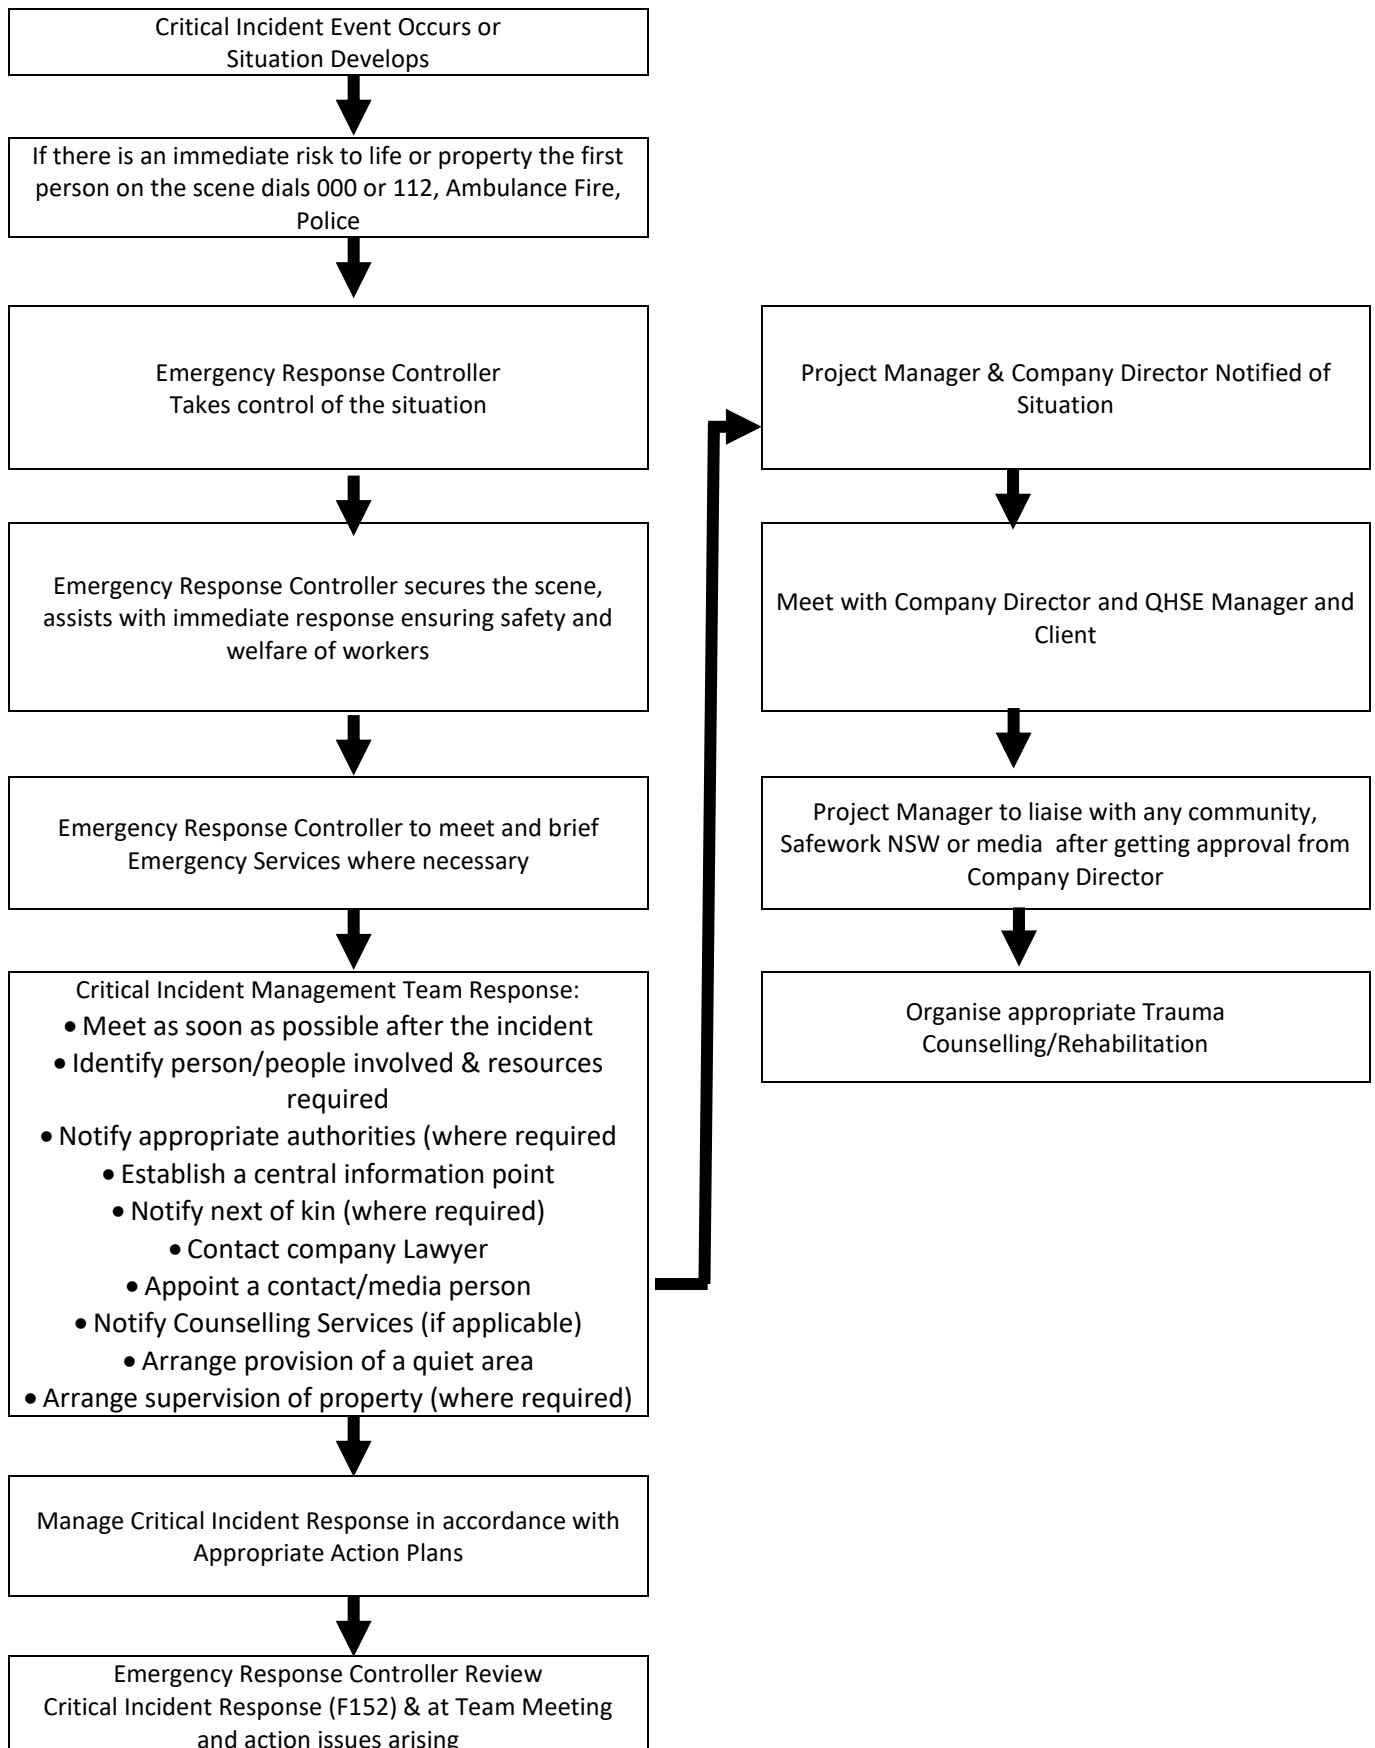 Critical Incident Event Occurs or
Situation Develops
If there is an immediate risk to life or property the first
person on the scene dials 000 or 112, Ambulance Fire,
Police
Emergency Response Controller
Takes control of the situation
Emergency Response Controller secures the scene,
assists with immediate response ensuring safety and
welfare of workers
Emergency Response Controller to meet and brief
Emergency Services where necessary
Critical Incident Management Team Response:
• Meet as soon as possible after the incident
• Identify person/people involved & resources
required
• Notify appropriate authorities (where required
• Establish a central information point
• Notify next of kin (where required)
• Contact company Lawyer
• Appoint a contact/media person
• Notify Counselling Services (if applicable)
• Arrange provision of a quiet area
• Arrange supervision of property (where required)
Manage Critical Incident Response in accordance with
Appropriate Action Plans
Emergency Response Controller Review
Critical Incident Response (F152) & at Team Meeting
and action issues arising
Project Manager & Company Director Notified of
Situation
Meet with Company Director and QHSE Manager and
Client
Project Manager to liaise with any community,
Safework NSW or media  after getting approval from
Company Director
Organise appropriate Trauma
Counselling/Rehabilitation